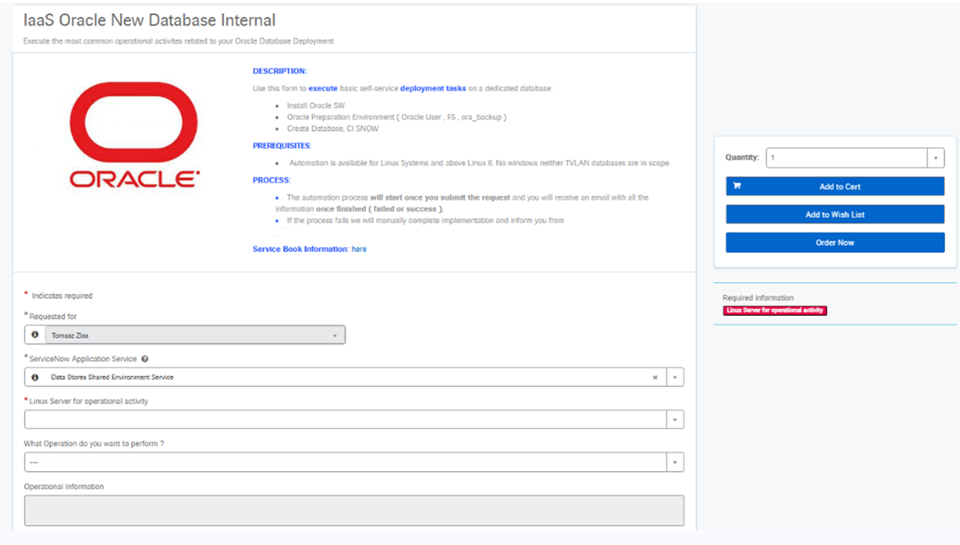 IaaS Oracle New Database Internal
Execute the most common operational activites related to your Oracle Database Deployment
ORACLE
DESCRIPTION:
Use this form to execute basic self-service deployment tasks on a dedicated database:
Install Oracle SW
Oracle Preparation Environment ( Oracle User , FS , ora_backup )
Create Database, CI SNOW
PREREQUISITES:
Automation is available for Linux Systems and above Linux 6. No windows neither TVLAN databases are in scope.
PROCESS:
The automation process will start once you submit the request and you will receive an email with all the
information once finished ( failed or success ).
If the process fails we will manually complete implementation and inform you from
Service Book Information: here
Quantity: 1
Add to Cart
Add to Wish List
Order Now
Required information
Linux Server for operational activity
* Indicates required
* Requested for
Tomasz Ziss
* ServiceNow Application Service
Data Stores Shared Environment Service
* Linux Server for operational activity
What Operation do you want to perform ?
---
Operational Information